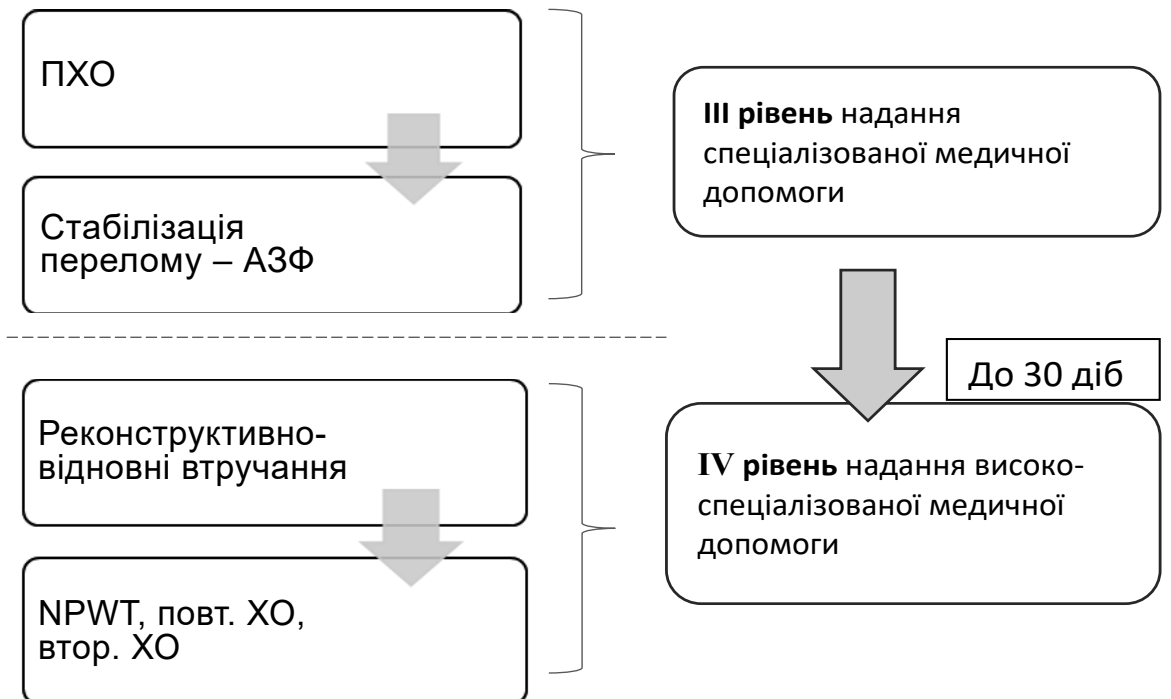 ПХО
Стабілізація
перелому – АЗФ
III рівень надання
спеціалізованої медичної
допомоги
До 30 діб
Реконструктивно-
відновні втручання
NPWT, повт. ХО,
втор. ХО
IV рівень надання високо-
спеціалізованої медичної
допомоги